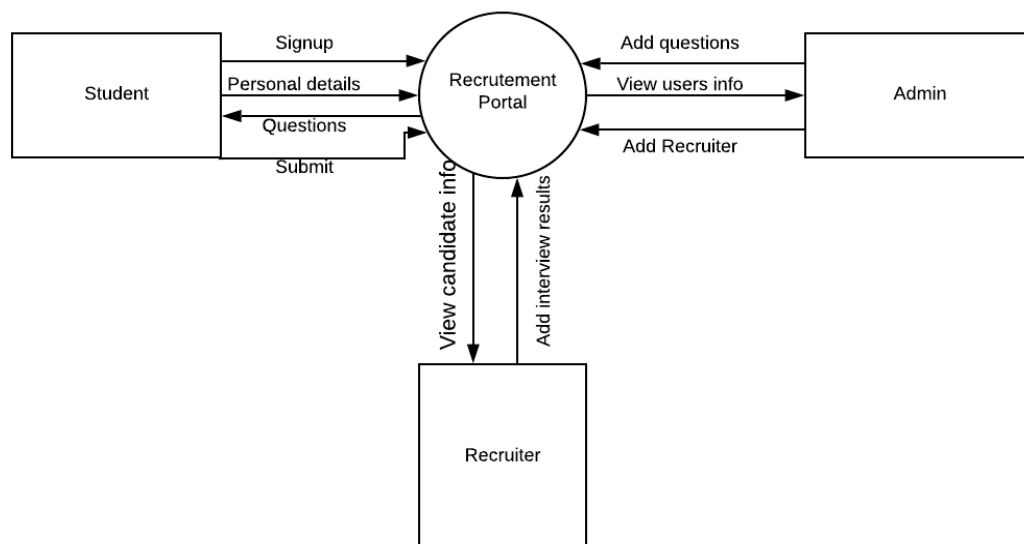 Signup
Student
Personal details
Questions
Submit
Recrutement
Portal
Add questions
View users info
Add Recruiter
Admin
View candidate info
Add interview results
Recruiter